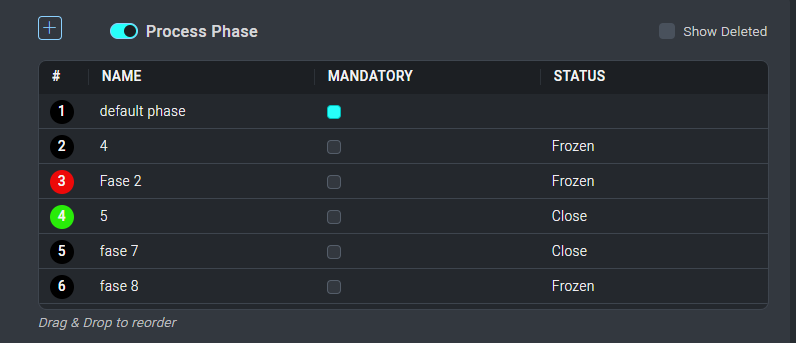 Process Phase Show Deleted
# NAME MANDATORY STATUS
1 default phase
2 4 Frozen
3 Fase 2 Frozen
4 5 Close
5 fase 7 Close
6 fase 8 Frozen
Drag & Drop to reorder